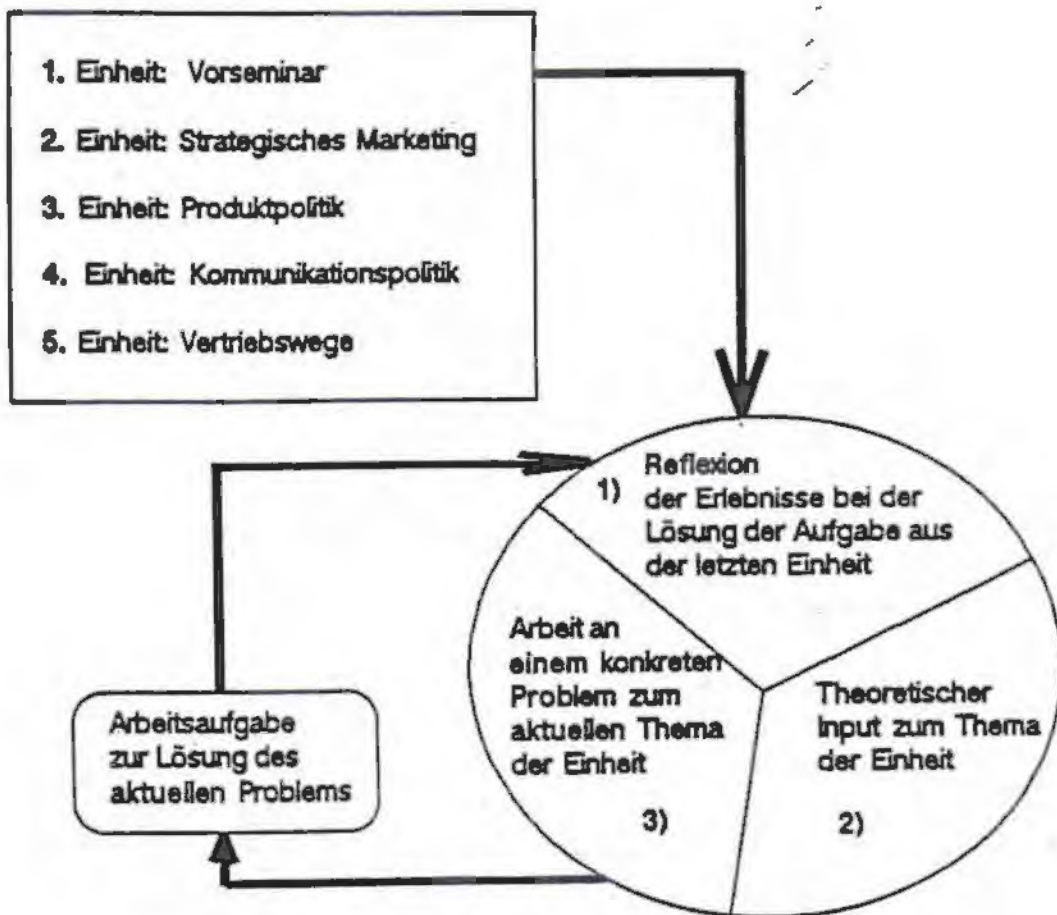 1. Einheit: Vorseminar
2. Einheit: Strategisches Marketing
3. Einheit: Produktpolitik
4. Einheit: Kommunikationspolitik
5. Einheit: Vertriebswege
Reflexion
1) der Erlebnisse bei der
Lösung der Aufgabe aus
der letzten Einheit
Arbeit an
einem konkreten
Problem zum
aktuellen Thema
der Einheit
3)
Theoretischer
Input zum Thema
der Einheit
2)
Arbeitsaufgabe
zur Lösung des
aktuellen Problems